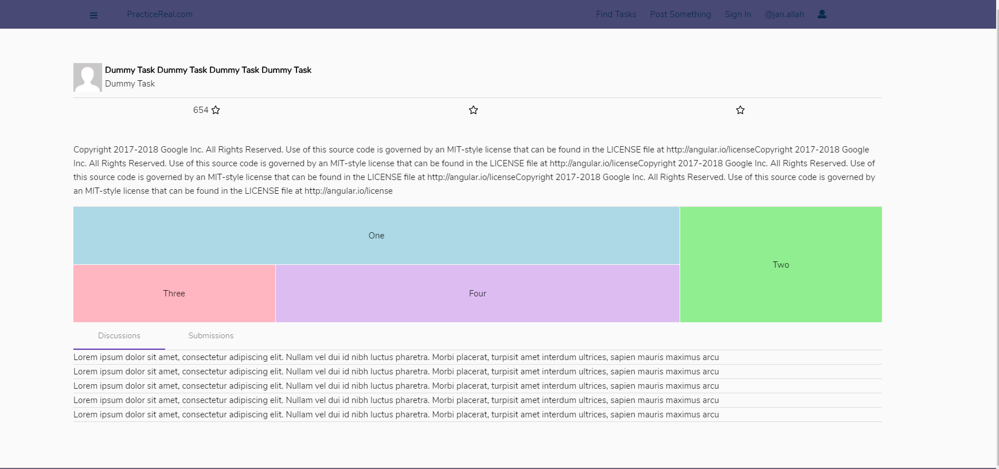 PracticeReal.com Find Tasks Post Something Sign In @jan.allah
Dummy Task Dummy Task Dummy Task Dummy Task
Dummy Task
654
Copyright 2017-2018 Google Inc. All Rights Reserved. Use of this source code is governed by an MIT-style license that can be found in the LICENSE file at http://angular.io/licenseCopyright 2017-2018 Google
Inc. All Rights Reserved. Use of this source code is governed by an MIT-style license that can be found in the LICENSE file at http://angular.io/licenseCopyright 2017-2018 Google Inc. All Rights Reserved. Use of
this source code is governed by an MIT-style license that can be found in the LICENSE file at http://angular.io/licenseCopyright 2017-2018 Google Inc. All Rights Reserved. Use of this source code is governed by
an MIT-style license that can be found in the LICENSE file at http://angular.io/license
One
Two
Three
Four
Discussions Submissions
Lorem ipsum dolor sit amet, consectetur adipiscing elit. Nullam vel dui id nibh luctus pharetra. Morbi placerat, turpisit amet interdum ultrices, sapien mauris maximus arcu
Lorem ipsum dolor sit amet, consectetur adipiscing elit. Nullam vel dui id nibh luctus pharetra. Morbi placerat, turpisit amet interdum ultrices, sapien mauris maximus arcu
Lorem ipsum dolor sit amet, consectetur adipiscing elit. Nullam vel dui id nibh luctus pharetra. Morbi placerat, turpisit amet interdum ultrices, sapien mauris maximus arcu
Lorem ipsum dolor sit amet, consectetur adipiscing elit. Nullam vel dui id nibh luctus pharetra. Morbi placerat, turpisit amet interdum ultrices, sapien mauris maximus arcu
Lorem ipsum dolor sit amet, consectetur adipiscing elit. Nullam vel dui id nibh luctus pharetra. Morbi placerat, turpisit amet interdum ultrices, sapien mauris maximus arcu